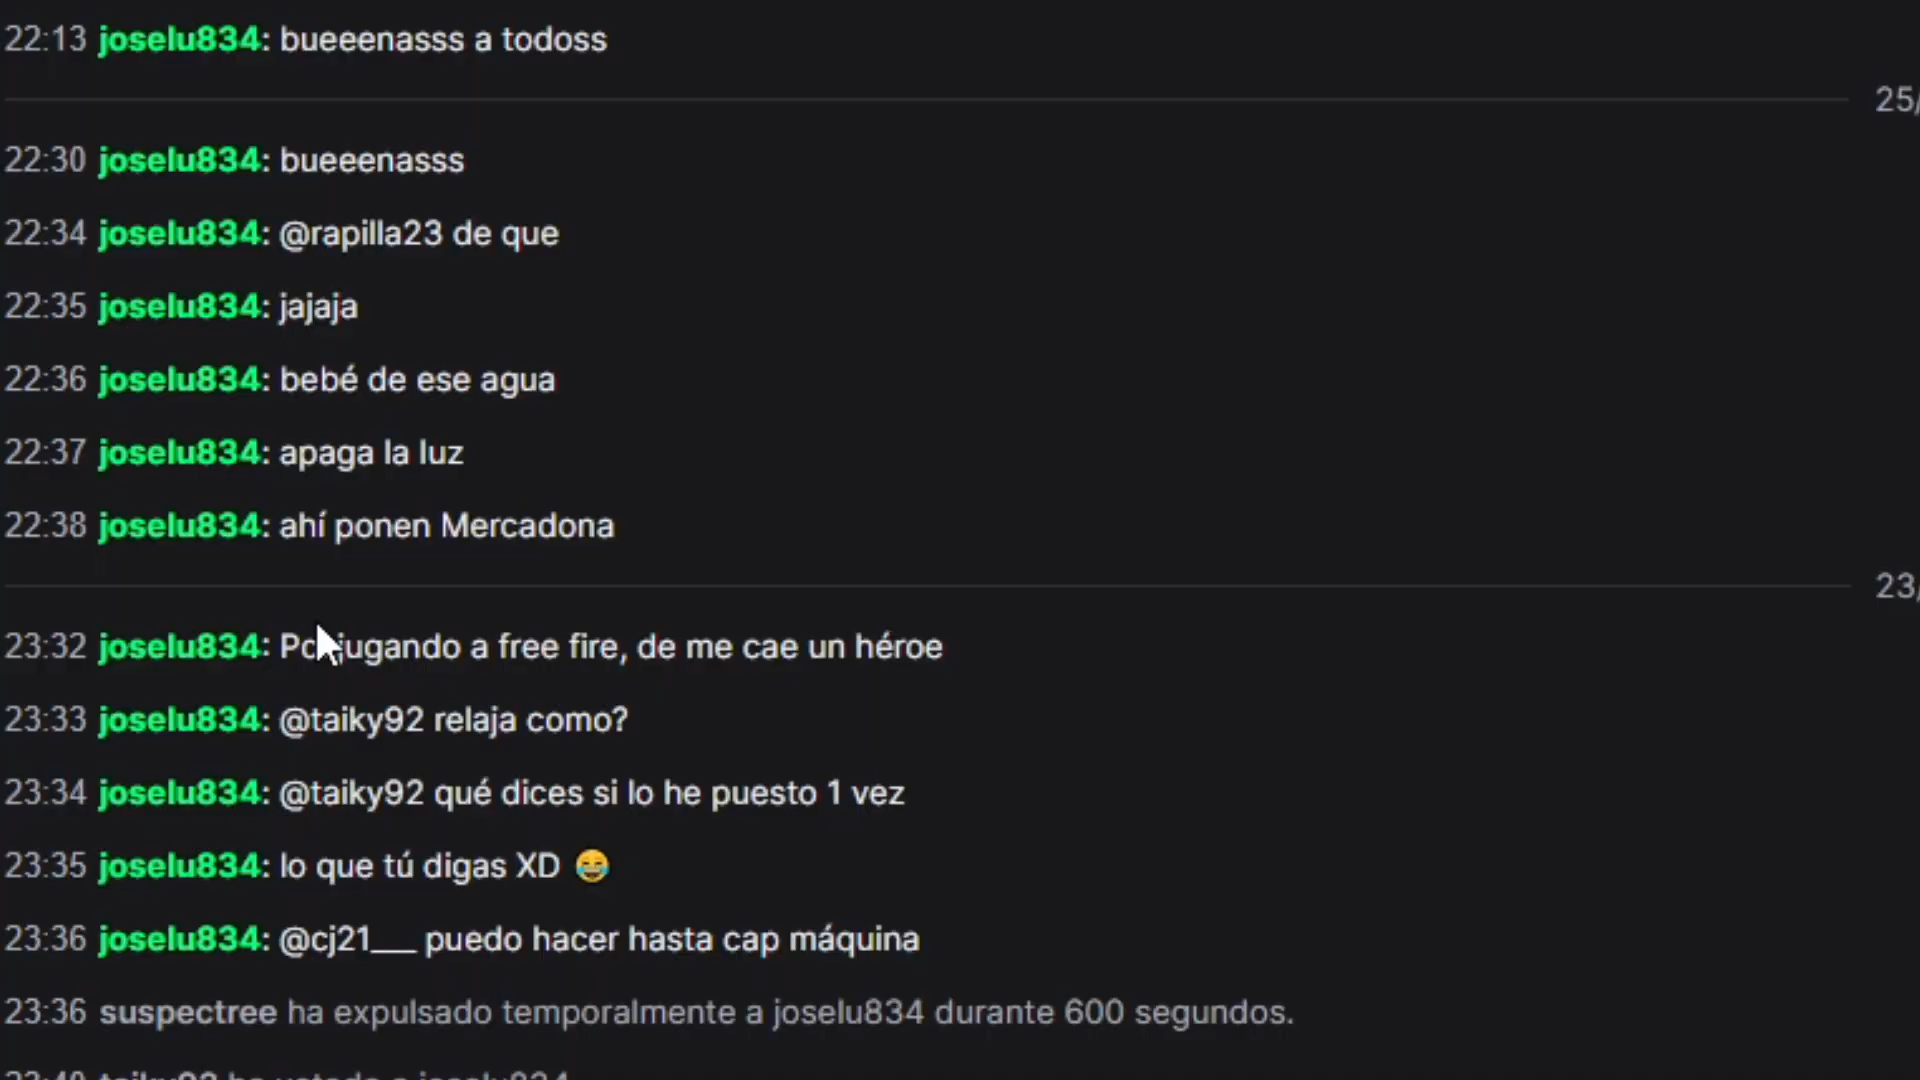 22:13 joselu834: bueeenasss a todoss
25/
22:30 joselu834: bueeenasss
22:34 joselu834: @rapilla23 de que
22:35 joselu834: jajaja
22:36 joselu834: bebé de ese agua
22:37 joselu834: apaga la luz
22:38 joselu834: ahí ponen Mercadona
23/
23:32 joselu834: jugando a free fire, de me cae un héroe
23:33 joselu834: @taiky92 relaja como?
23:34 joselu834: @taiky92 qué dices si lo he puesto 1 vez
23:35 joselu834: lo que tú digas XD 😂
23:36 joselu834: @cj21___ puedo hacer hasta cap máquina
23:36 suspectree ha expulsado temporalmente a joselu834 durante 600 segundos.